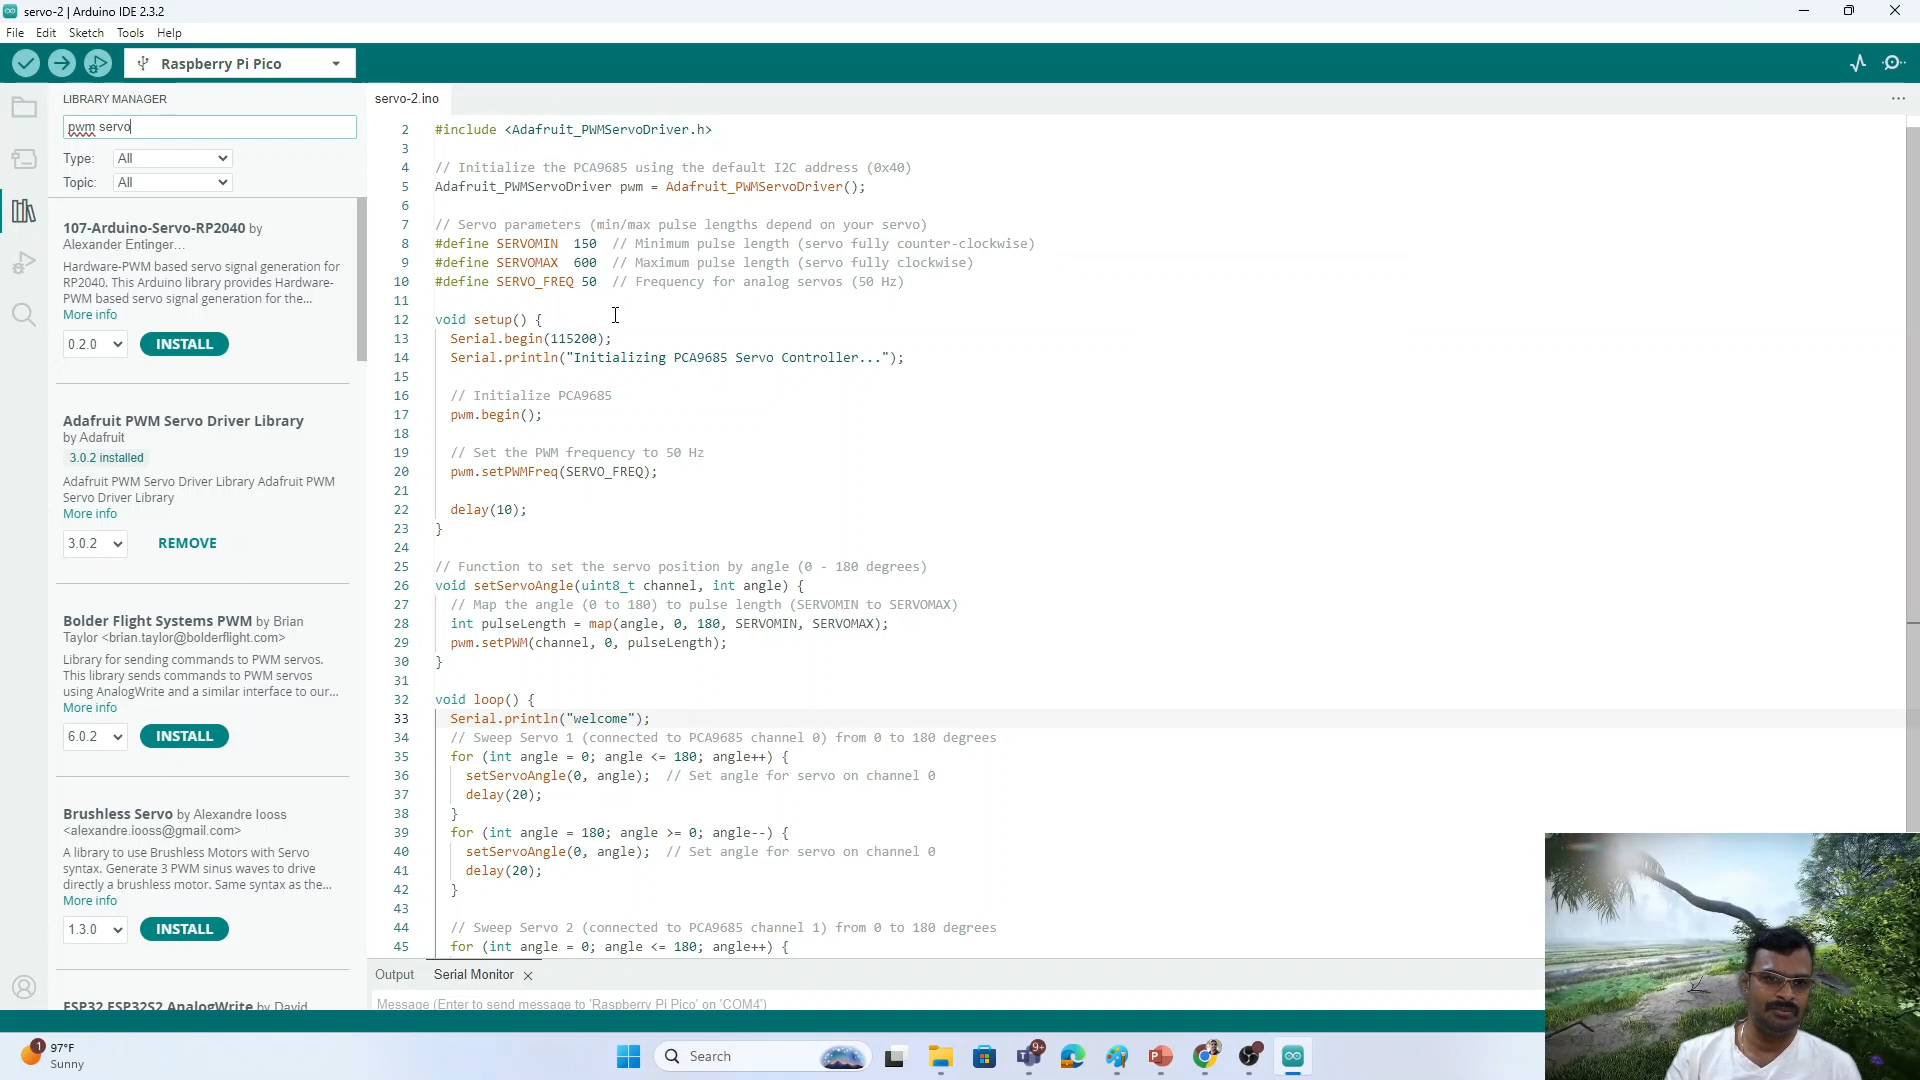 servo-2 | Arduino IDE 2.3.2
File Edit Sketch Tools Help
Raspberry Pi Pico
LIBRARY MANAGER
pwm servo
Type: All
Topic: All
107-Arduino-Servo-RP2040 by
Alexander Entinger...
Hardware-PWM based servo signal generation for
RP2040. This Arduino library provides Hardware-
PWM based servo signal generation for the...
More info
0.2.0 INSTALL
Adafruit PWM Servo Driver Library
by Adafruit
3.0.2 installed
Adafruit PWM Servo Driver Library Adafruit PWM
Servo Driver Library
More info
3.0.2 REMOVE
Bolder Flight Systems PWM by Brian
Taylor <brian.taylor@bolderflight.com>
Library for sending commands to PWM servos.
This library sends commands to PWM servos
using AnalogWrite and a similar interface to our...
More info
6.0.2 INSTALL
Brushless Servo by Alexandre Iooss
<alexandre.iooss@gmail.com>
A library to use Brushless Motors with Servo
syntax. Generate 3 PWM sinus waves to drive
directly a brushless motor. Same syntax as the...
More info
1.3.0 INSTALL
ESP32 ESP32S2 AnalogWrite by David
servo-2.ino
2 #include <Adafruit_PWMServoDriver.h>
3
4 // Initialize the PCA9685 using the default I2C address (0x40)
5 Adafruit_PWMServoDriver pwm = Adafruit_PWMServoDriver();
6
7 // Servo parameters (min/max pulse lengths depend on your servo)
8 #define SERVOMIN  150  // Minimum pulse length (servo fully counter-clockwise)
9 #define SERVOMAX  600  // Maximum pulse length (servo fully clockwise)
10 #define SERVO_FREQ 50  // Frequency for analog servos (50 Hz)
11
12 void setup() {
13 Serial.begin(115200);
14 Serial.println("Initializing PCA9685 Servo Controller...");
15
16 // Initialize PCA9685
17 pwm.begin();
18
19 // Set the PWM frequency to 50 Hz
20 pwm.setPWMFreq(SERVO_FREQ);
21
22 delay(10);
23 }
24
25 // Function to set the servo position by angle (0 - 180 degrees)
26 void setServoAngle(uint8_t channel, int angle) {
27 // Map the angle (0 to 180) to pulse length (SERVOMIN to SERVOMAX)
28 int pulseLength = map(angle, 0, 180, SERVOMIN, SERVOMAX);
29 pwm.setPWM(channel, 0, pulseLength);
30 }
31
32 void loop() {
33 Serial.println("welcome");
34 // Sweep Servo 1 (connected to PCA9685 channel 0) from 0 to 180 degrees
35 for (int angle = 0; angle <= 180; angle++) {
36 setServoAngle(0, angle);  // Set angle for servo on channel 0
37 delay(20);
38 }
39 for (int angle = 180; angle >= 0; angle--) {
40 setServoAngle(0, angle);  // Set angle for servo on channel 0
41 delay(20);
42 }
43
44 // Sweep Servo 2 (connected to PCA9685 channel 1) from 0 to 180 degrees
45 for (int angle = 0; angle <= 180; angle++) {
Output Serial Monitor
Message (Enter to send message to 'Raspberry Pi Pico' on 'COM4')
1 97°F
Sunny
Search
9+